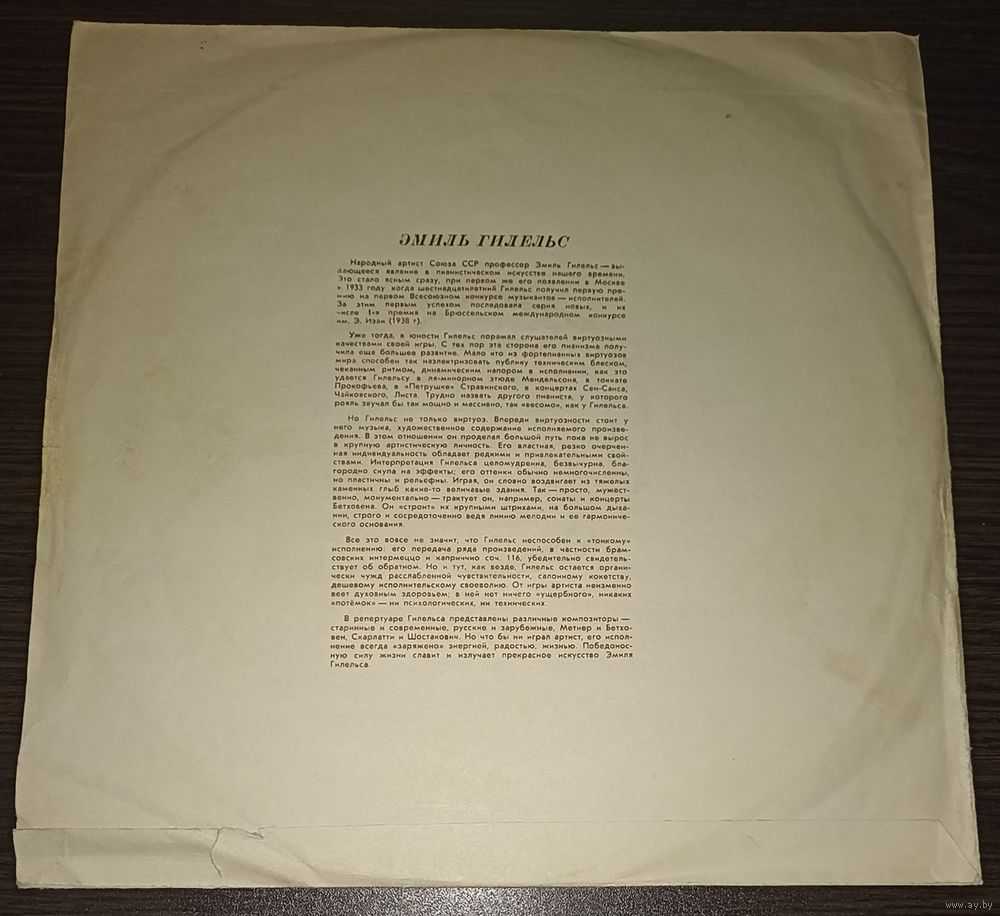 ЭМИЛЬ ГИЛЕЛЬС
Народный артист Союза ССР профессор Эмиль Гилельс — вы-
дающееся явление в пианистическом искусстве нашего времени.
Это стало ясным сразу, при первом же его появлении в Москве
в 1933 году, когда шестнадцатилетний Гилельс получил первую пре-
мию на первом Всесоюзном конкурсе музыкантов — исполнителей.
За этим первым успехом последовала серия новых, и в их
числе 1-я премия на Брюссельском международном конкурсе
им. Э. Изаи (1938 г).
Уже тогда, в юности Гилельс поражал слушателей виртуозными
качествами своей игры. С тех пор эта сторона его пианизма полу-
чила еще большее развитие. Мало кто из фортепианных виртуозов
мира способен так наэлектризовать публику техническим блеском,
чеканным ритмом, динамическим напором в исполнении, как это
удается Гилельсу в ля-минорном этюде Мендельсона, в токкате
Прокофьева, в «Петрушке» Стравинского, в концертах Сен-Санса,
Чайковского, Листа. Трудно назвать другого пианиста, у которого
рояль звучал бы так мощно и массивно, так «весомо», как у Гилельса.
Но Гилельс не только виртуоз. Впереди виртуозности стоит у
него музыка, художественное содержание исполняемого произве-
дения. В этом отношении он проделал большой путь пока не вырос
в крупную артистическую личность. Его властная, резко очерчен-
ная индивидуальность обладает редкими и привлекательными свой-
ствами. Интерпретация Гилельса целомудренна, безвычурна, бла-
городно скупа на эффекты; его оттенки обычно немногочисленны,
но пластичны и рельефны. Играя, он словно воздвигает из тяжелых
каменных глыб какие-то величавые здания. Так — просто, мужест-
венно, монументально — трактует он, например, сонаты и концерты
Бетховена. Он «строит» их крупными штрихами, на большом дыха-
нии, строго и сосредоточенно ведя линию мелодии и ее гармониче-
ского основания.
Все это вовсе не значит, что Гилельс неспособен к «тонкому»
исполнению: его передача ряда произведений, в частности брам-
совских интермеццо и каприччио соч. 116, убедительно свидетель-
ствует об обратном. Но и тут, как везде, Гилельс остается органи-
чески чужд расслабленной чувствительности, салонному кокетству,
дешевому исполнительскому своеволию. От игры артиста неизменно
веет духовным здоровьем; в ней нет ничего «ущербного», никаких
«потёмок» — ни психологических, ни технических.
В репертуаре Гилельса представлены различные композиторы —
старинные и современные, русские и зарубежные, Метнер и Бетхо-
вен, Скарлатти и Шостакович. Но что бы ни играл артист, его испол-
нение всегда «заряжено» энергией, радостью, жизнью. Победонос-
ную силу жизни славит и излучает прекрасное искусство Эмиля
Гилельса.
www.ay.by